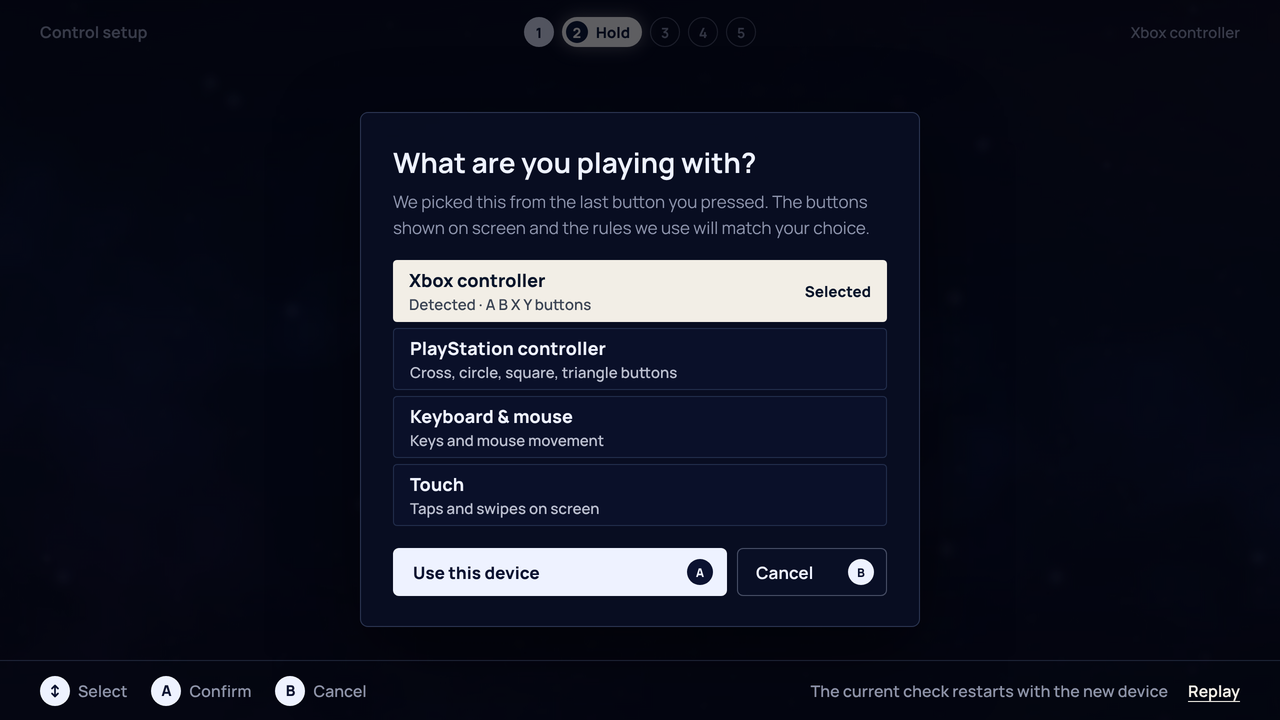 Control setup
1
2 Hold
3
4
5
Xbox controller
What are you playing with?
We picked this from the last button you pressed. The buttons
shown on screen and the rules we use will match your choice.
Xbox controller
Detected · A B X Y buttons
Selected
PlayStation controller
Cross, circle, square, triangle buttons
Keyboard & mouse
Keys and mouse movement
Touch
Taps and swipes on screen
Use this device A
Cancel B
↕ Select
A Confirm
B Cancel
The current check restarts with the new device
Replay